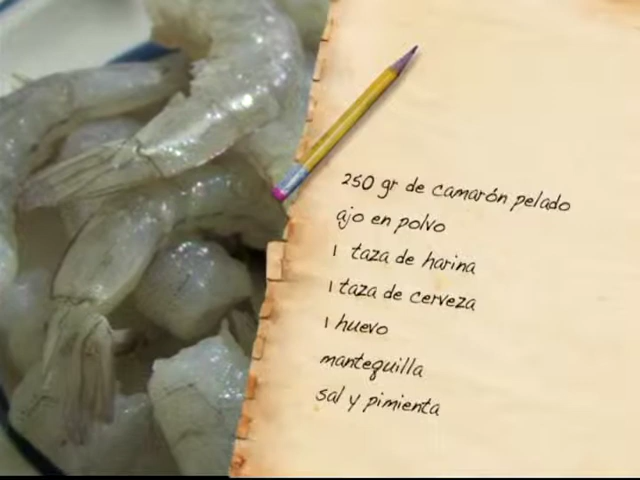 250 gr de camarón pelado
ajo en polvo
1 taza de harina
1 taza de cerveza
1 huevo
mantequilla
sal y pimienta